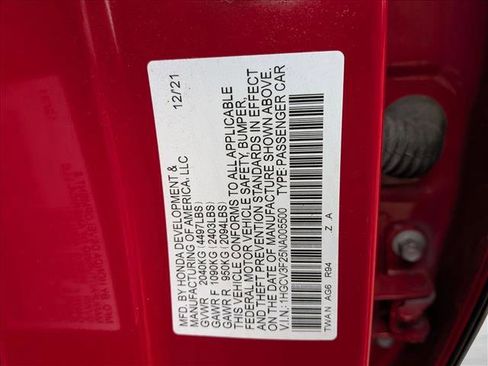 MFD. BY HONDA DEVELOPMENT & 12/21
MANUFACTURING OF AMERICA, LLC
GVWR 2040KG(4497LBS)
GAWR F 1090KG(2403LBS)
GAWR R 950KG(2094LBS)
THIS VEHICLE CONFORMS TO ALL APPLICABLE
FEDERAL MOTOR VEHICLE SAFETY, BUMPER,
AND THEFT PREVENTION STANDARDS IN EFFECT
ON THE DATE OF MANUFACTURE SHOWN ABOVE.
V.I.N.:1HGCV3F25NA005500 TYPE:PASSENGER CAR
TWA N AG6 R94 Z A